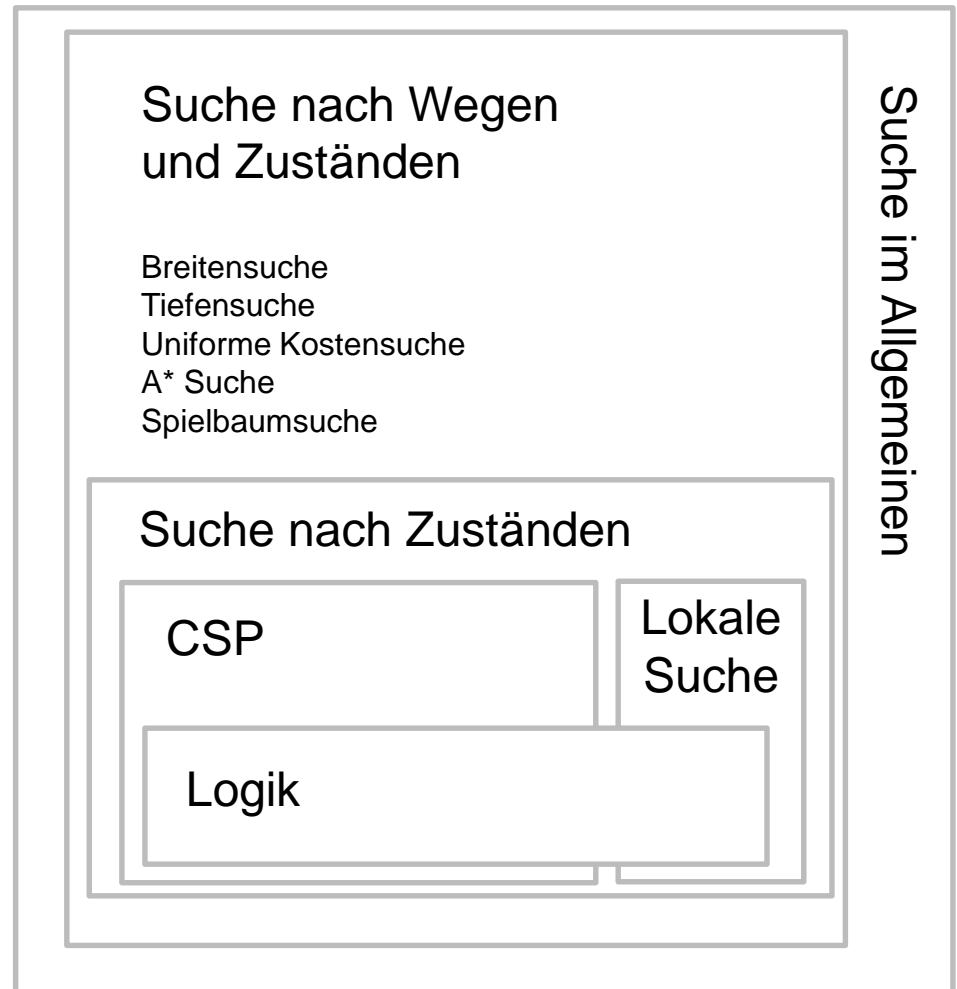 Suche nach Wegen
und Zuständen
Breitensuche
Tiefensuche
Uniforme Kostensuche
A* Suche
Spielbaumsuche
Suche nach Zuständen
CSP
Lokale
Suche
Logik
Suche im Allgemeinen